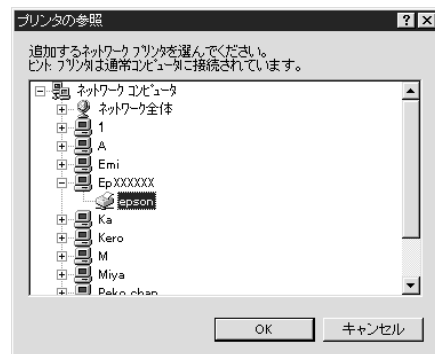 プリンタの参照
追加するネットワーク プリンタを選んでください。
ヒント: プリンタは通常コンピュータに接続されています。
ネットワーク コンピュータ
ネットワーク全体
1
A
Emi
EpXXXXXX
epson
Ka
Kero
M
Miya
Peko chan
OK キャンセル